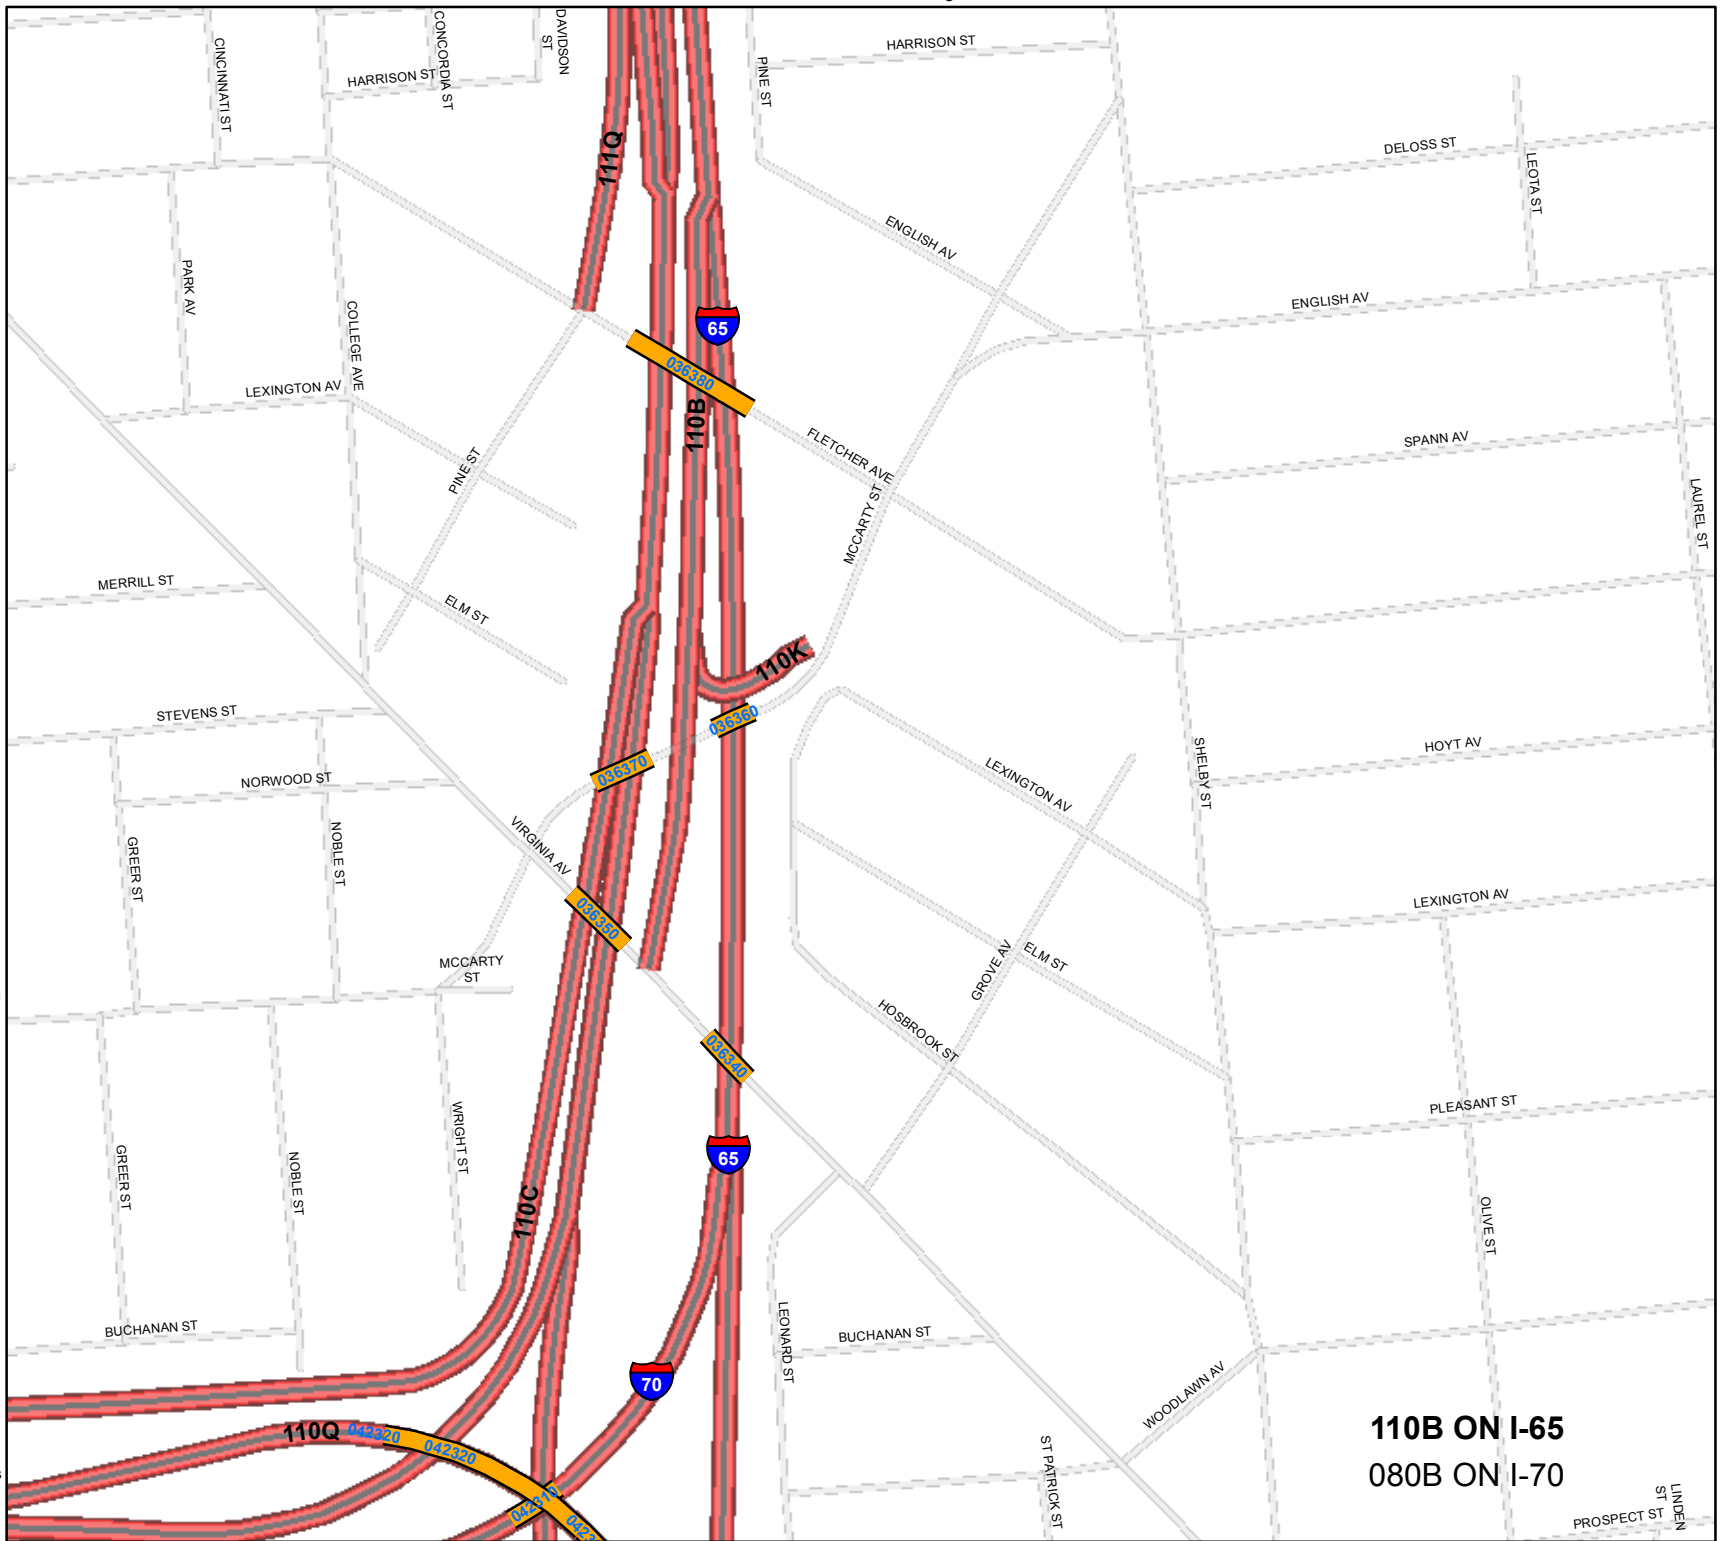 CINCINNATI ST
CONCORDIA ST
DAVIDSON
ST
HARRISON ST
PINE ST
HARRISON ST
111Q
DELOSS ST
LEOTA ST
PARK AV
COLLEGE AVE
ENGLISH AV
ENGLISH AV
65
036380
LEXINGTON AV
110B
FLETCHER AVE
SPANN AV
PINE ST
MCCARTY ST
LAUREL ST
MERRILL ST
ELM ST
110K
STEVENS ST
036360
NORWOOD ST
036370
LEXINGTON AV
SHELBY ST
HOYT AV
GREER ST
NOBLE ST
VIRGINIA AV
036350
LEXINGTON AV
MCCARTY
ST
GROVE AV
ELM ST
HOSBROOK ST
036340
WRIGHT ST
PLEASANT ST
GREER ST
NOBLE ST
110C
65
OLIVE ST
BUCHANAN ST
LEONARD ST
BUCHANAN ST
70
WOODLAWN AV
110Q
042320
042320
110B ON I-65
080B ON I-70
ST PATRICK ST
042310
LINDEN
ST
PROSPECT ST